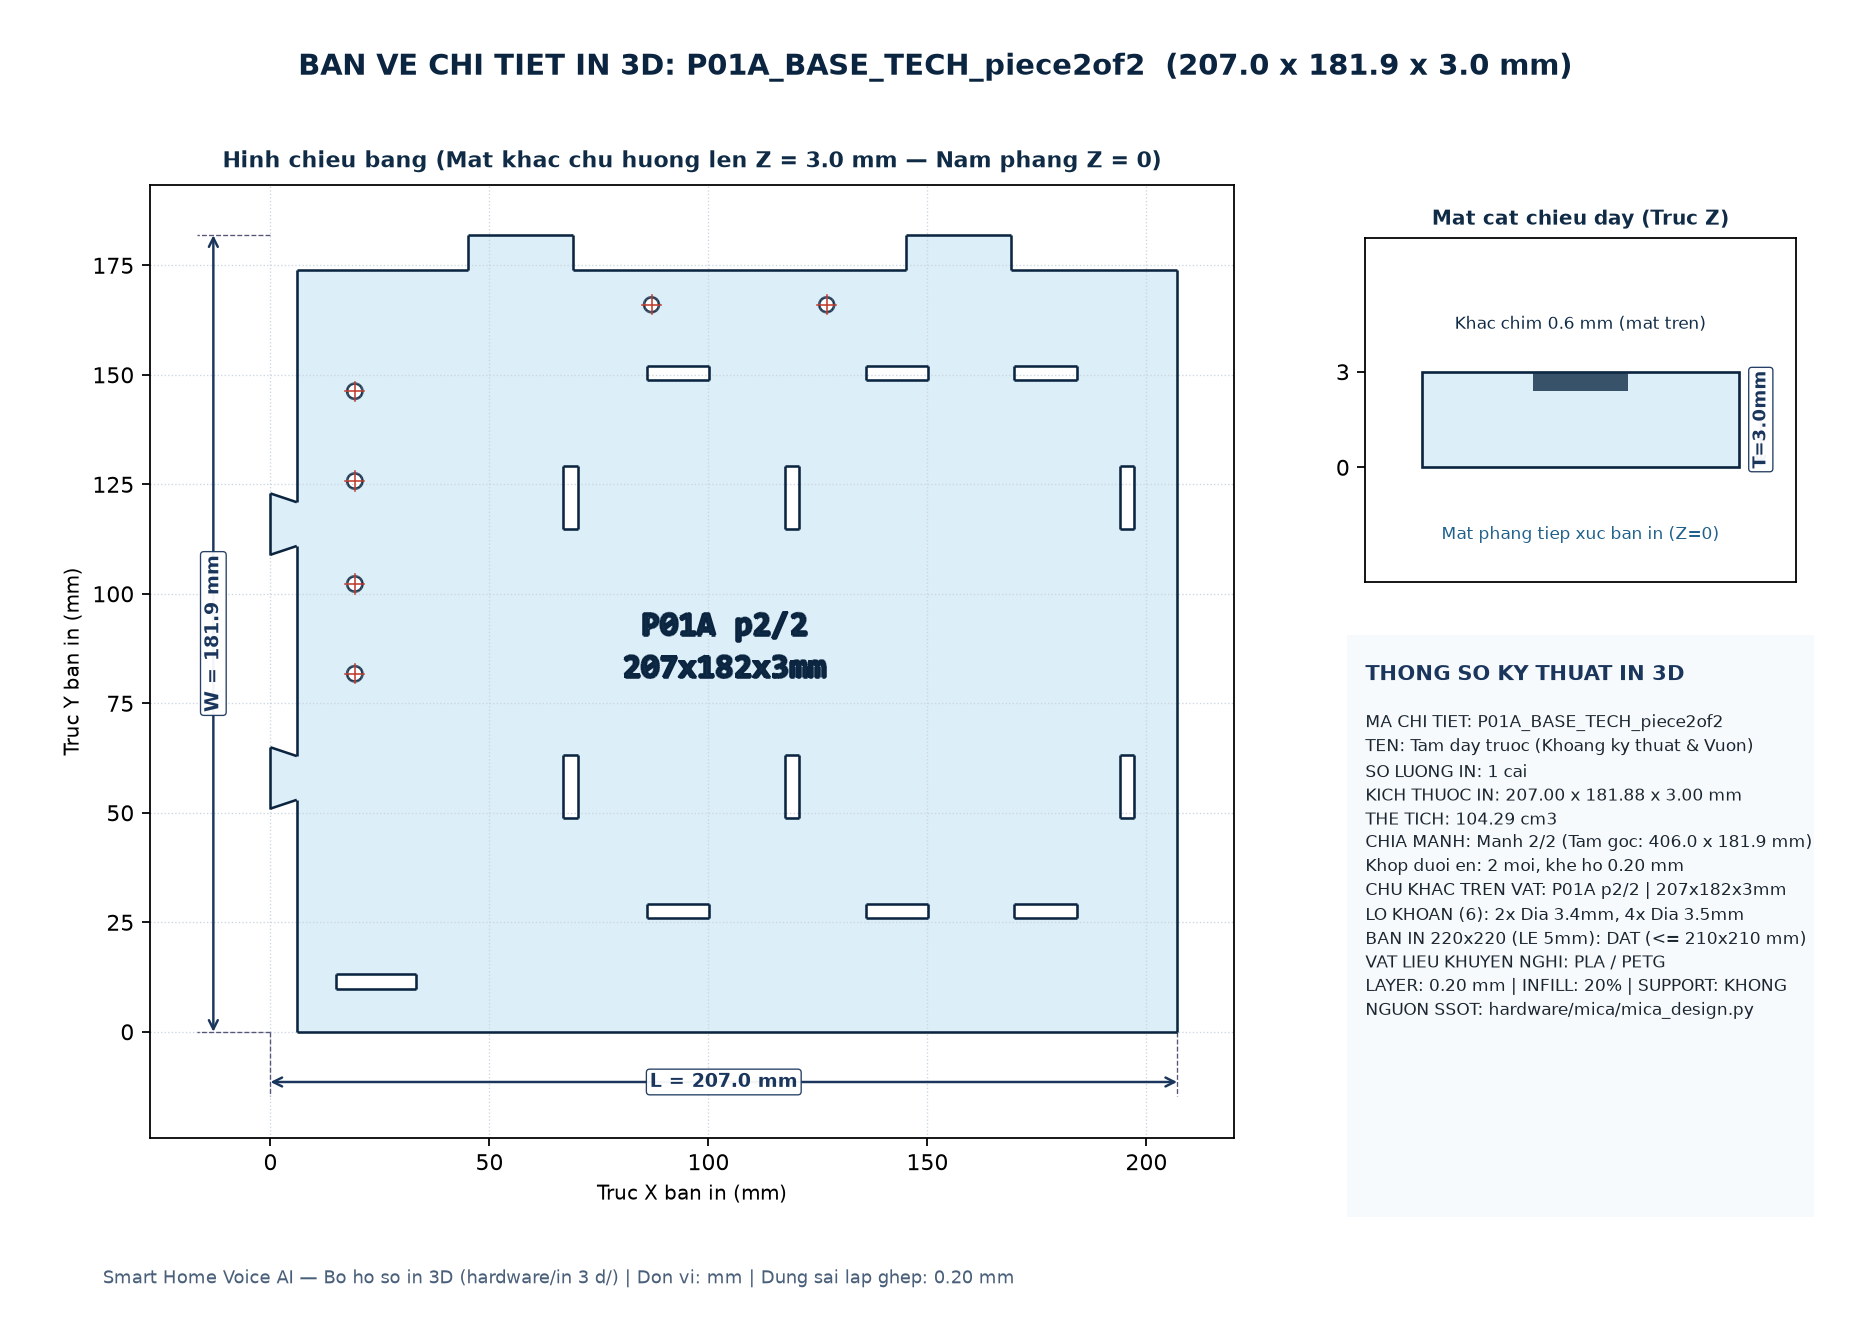 BAN VE CHI TIET IN 3D: P01A_BASE_TECH_piece2of2 (207.0 x 181.9 x 3.0 mm)
Hinh chieu bang (Mat khac chu huong len Z = 3.0 mm — Nam phang Z = 0)
175
150
125
100
75
50
25
0
Truc Y ban in (mm)
W = 181.9 mm
P01A p2/2
207x182x3mm
L = 207.0 mm
0
50
100
150
200
Truc X ban in (mm)
Mat cat chieu day (Truc Z)
Khac chim 0.6 mm (mat tren)
3
0
T=3.0mm
Mat phang tiep xuc ban in (Z=0)
THONG SO KY THUAT IN 3D
MA CHI TIET: P01A_BASE_TECH_piece2of2
TEN: Tam day truoc (Khoang ky thuat & Vuon)
SO LUONG IN: 1 cai
KICH THUOC IN: 207.00 x 181.88 x 3.00 mm
THE TICH: 104.29 cm3
CHIA MANH: Manh 2/2 (Tam goc: 406.0 x 181.9 mm)
Khop duoi en: 2 moi, khe ho 0.20 mm
CHU KHAC TREN VAT: P01A p2/2 | 207x182x3mm
LO KHOAN (6): 2x Dia 3.4mm, 4x Dia 3.5mm
BAN IN 220x220 (LE 5mm): DAT (<= 210x210 mm)
VAT LIEU KHUYEN NGHI: PLA / PETG
LAYER: 0.20 mm | INFILL: 20% | SUPPORT: KHONG
NGUON SSOT: hardware/mica/mica_design.py
Smart Home Voice AI — Bo ho so in 3D (hardware/in 3 d/) | Don vi: mm | Dung sai lap ghep: 0.20 mm